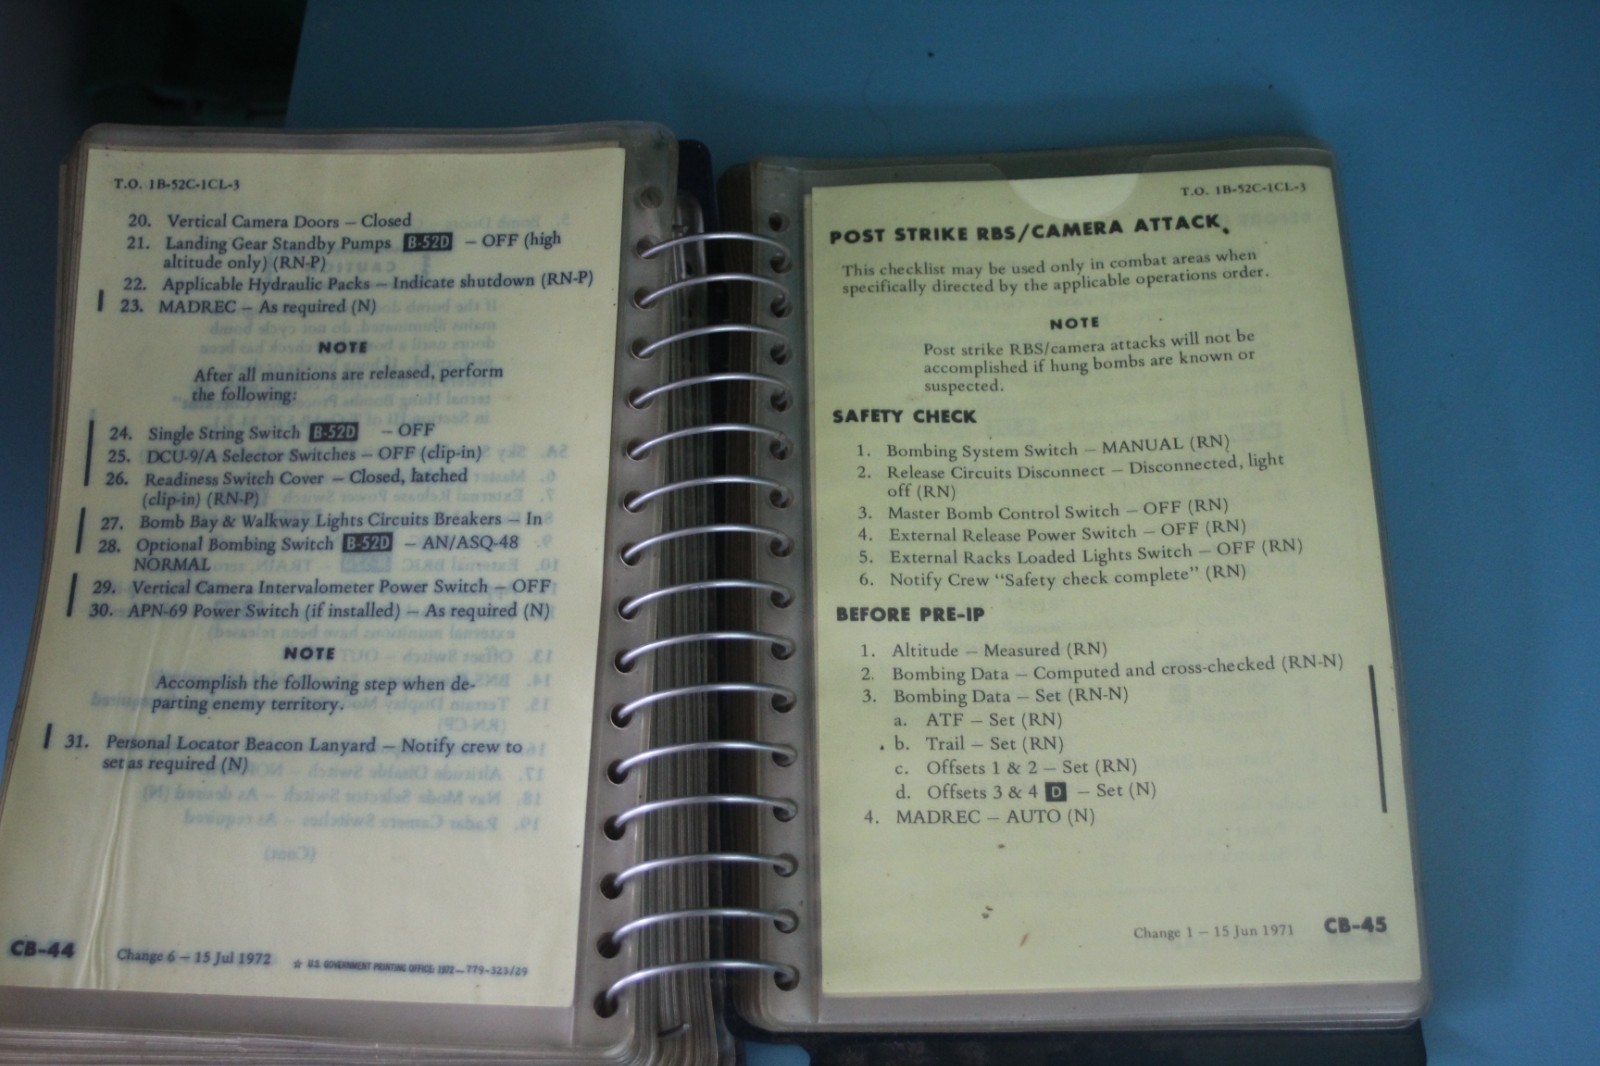 T.O. 1B-52C-1CL-3
20. Vertical Camera Doors — Closed
21. Landing Gear Standby Pumps B-52D — OFF (high
altitude only) (RN-P)
22. Applicable Hydraulic Packs — Indicate shutdown (RN-P)
23. MADREC — As required (N)
NOTE
After all munitions are released, perform
the following:
24. Single String Switch B-52D — OFF
25. DCU-9/A Selector Switches — OFF (clip-in)
26. Readiness Switch Cover — Closed, latched
(clip-in) (RN-P)
27. Bomb Bay & Walkway Lights Circuits Breakers — In
28. Optional Bombing Switch B-52D — AN/ASQ-48
NORMAL
29. Vertical Camera Intervalometer Power Switch — OFF
30. APN-69 Power Switch (if installed) — As required (N)
NOTE
Accomplish the following step when de-
parting enemy territory.
31. Personal Locator Beacon Lanyard — Notify crew to
set as required (N)
CB-44 Change 6 — 15 Jul 1972 ☆ U.S. GOVERNMENT PRINTING OFFICE: 1972—779-323/29
T.O. 1B-52C-1CL-3
POST STRIKE RBS/CAMERA ATTACK.
This checklist may be used only in combat areas when
specifically directed by the applicable operations order.
NOTE
Post strike RBS/camera attacks will not be
accomplished if hung bombs are known or
suspected.
SAFETY CHECK
1. Bombing System Switch — MANUAL (RN)
2. Release Circuits Disconnect — Disconnected, light
off (RN)
3. Master Bomb Control Switch — OFF (RN)
4. External Release Power Switch — OFF (RN)
5. External Racks Loaded Lights Switch — OFF (RN)
6. Notify Crew "Safety check complete" (RN)
BEFORE PRE-IP
1. Altitude — Measured (RN)
2. Bombing Data — Computed and cross-checked (RN-N)
3. Bombing Data — Set (RN-N)
a. ATF — Set (RN)
b. Trail — Set (RN)
c. Offsets 1 & 2 — Set (RN)
d. Offsets 3 & 4 D — Set (N)
4. MADREC — AUTO (N)
Change 1 — 15 Jun 1971 CB-45